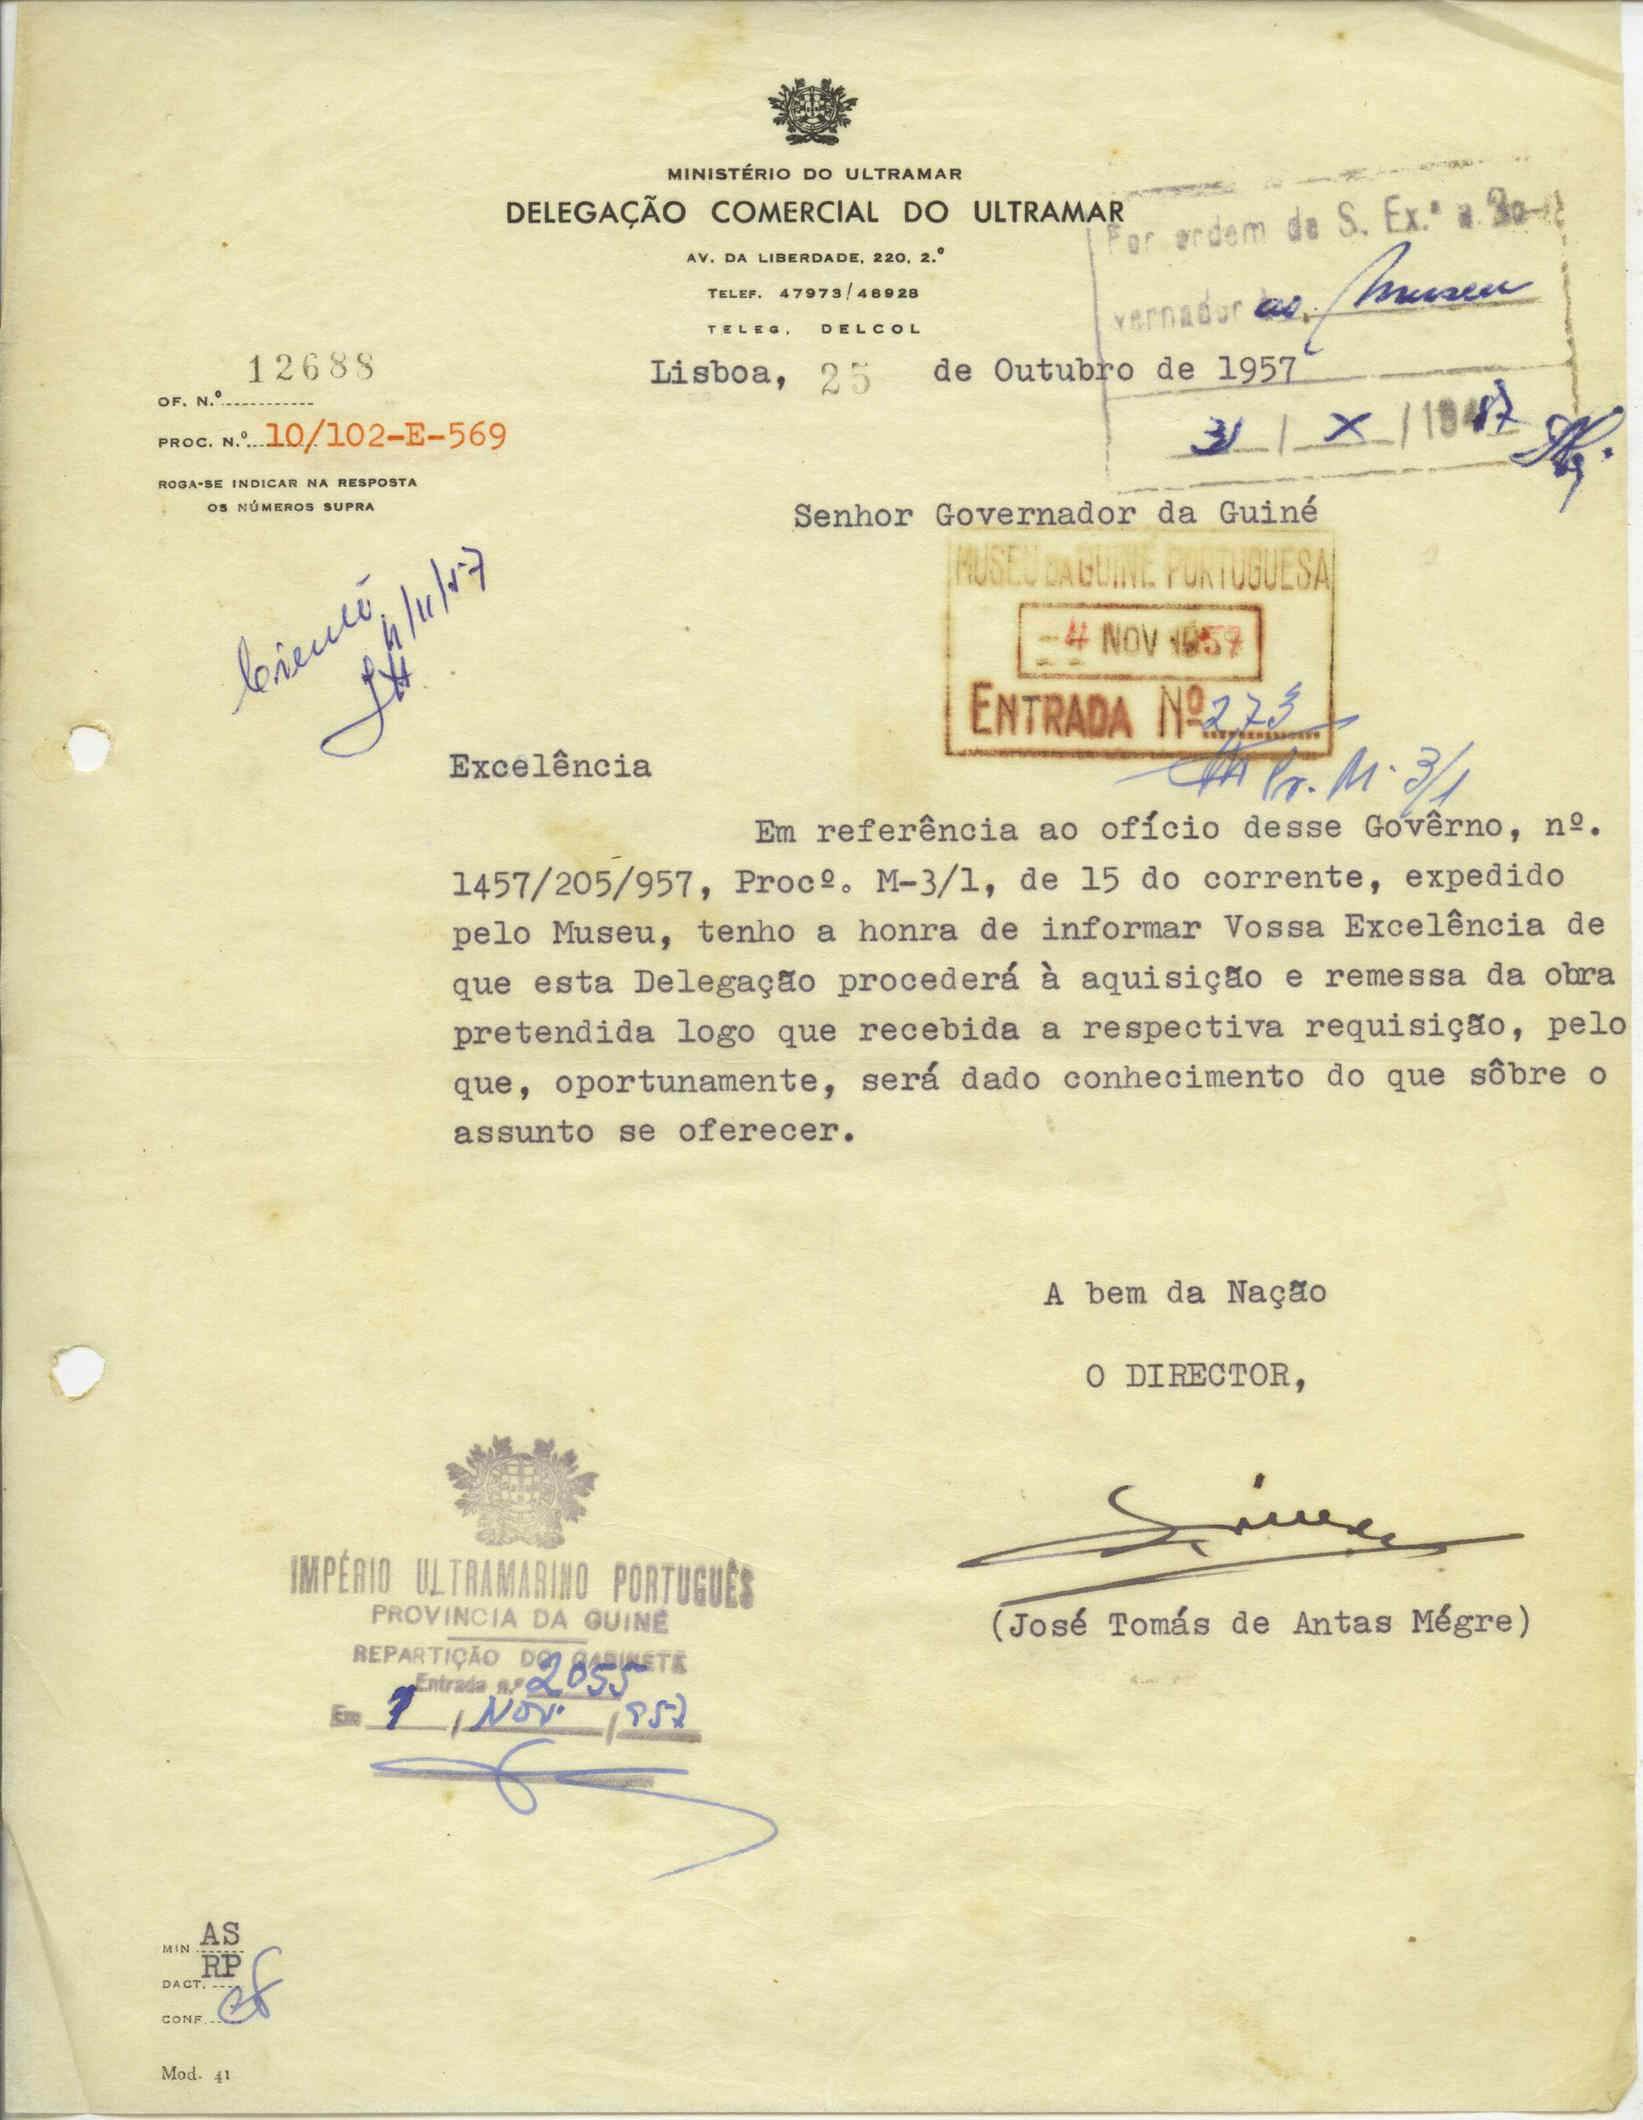 MINISTÉRIO DO ULTRAMAR
DELEGAÇÃO COMERCIAL DO ULTRAMAR
AV. DA LIBERDADE, 220, 2.º
TELEF. 47973/48928
TELEG. DELCOL
Por ordem de S. Ex.ª
vernador ao Museu
31 / X / 1957
12688
OF. N.º
PROC. N.º 10/102-E-569
ROGA-SE INDICAR NA RESPOSTA
OS NÚMEROS SUPRA
Lisboa, 25 de Outubro de 1957
Senhor Governador da Guiné
MUSEU DA GUINÉ PORTUGUESA
-4 NOV 1957
ENTRADA Nº 273
Pr. M. 3/1
4/11/57
Excelência
Em referência ao ofício desse Govêrno, nº.
1457/205/957, Procº. M-3/1, de 15 do corrente, expedido
pelo Museu, tenho a honra de informar Vossa Excelência de
que esta Delegação procederá à aquisição e remessa da obra
pretendida logo que recebida a respectiva requisição, pelo
que, oportunamente, será dado conhecimento do que sôbre o
assunto se oferecer.
A bem da Nação
O DIRECTOR,
(José Tomás de Antas Mégre)
IMPÉRIO ULTRAMARINO PORTUGUÊS
PROVINCIA DA GUINÉ
REPARTIÇÃO DO GABINETE
Entrada n.º 2055
Em 1 / Nov. / 957
MIN. AS
DACT. RP
CONF.
Mod. 41